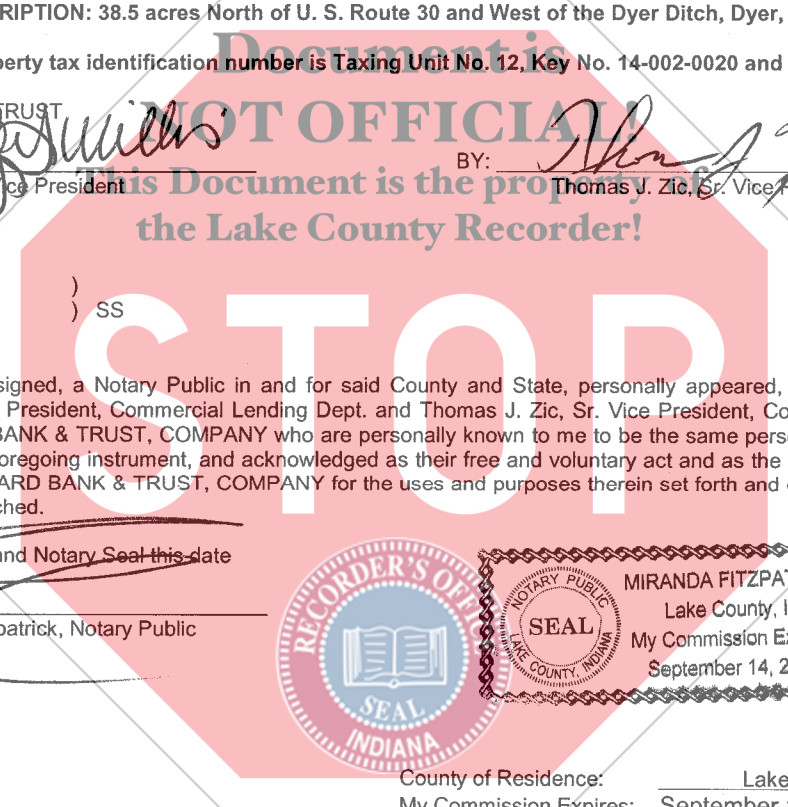 RIPTION: 38.5 acres North of U. S. Route 30 and West of the Dyer Ditch, Dyer,
Document is
perty tax identification number is Taxing Unit No. 12, Key No. 14-002-0020 and
TRUST
NOT OFFICIAL!
BY:
ice President
Thomas J. Zic, Sr. Vice
This Document is the property of
the Lake County Recorder!
)
) SS
STOP
signed, a Notary Public in and for said County and State, personally appeared,
President, Commercial Lending Dept. and Thomas J. Zic, Sr. Vice President, Co
BANK & TRUST, COMPANY who are personally known to me to be the same pers
oregoing instrument, and acknowledged as their free and voluntary act and as the
ARD BANK & TRUST, COMPANY for the uses and purposes therein set forth and
ched.
and Notary Seal this date
patrick, Notary Public
RECORDER'S OFFICE
SEAL
INDIANA
NOTARY PUBLIC
SEAL
LAKE COUNTY, INDIANA
MIRANDA FITZPA
Lake County, I
My Commission E
September 14, 2
County of Residence:
Lake
My Commission Expires:
September